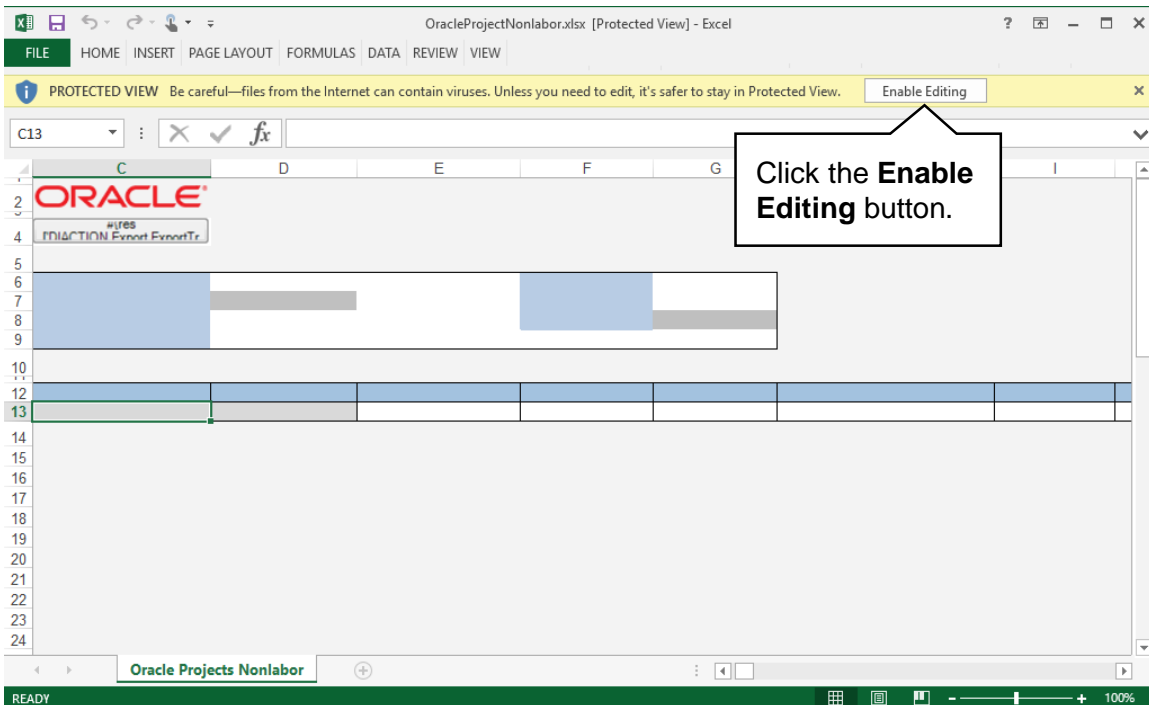 OracleProjectNonlabor.xlsx [Protected View] - Excel
?
FILE HOME INSERT PAGE LAYOUT FORMULAS DATA REVIEW VIEW
PROTECTED VIEW Be careful—files from the Internet can contain viruses. Unless you need to edit, it's safer to stay in Protected View. Enable Editing
C13 fx
Click the Enable
Editing button.
C D E F G I
2 ORACLE
4
Export ExportTr
5
6
7
8
9
10
12
13
14
15
16
17
18
19
20
21
22
23
24
Oracle Projects Nonlabor
READY 100%